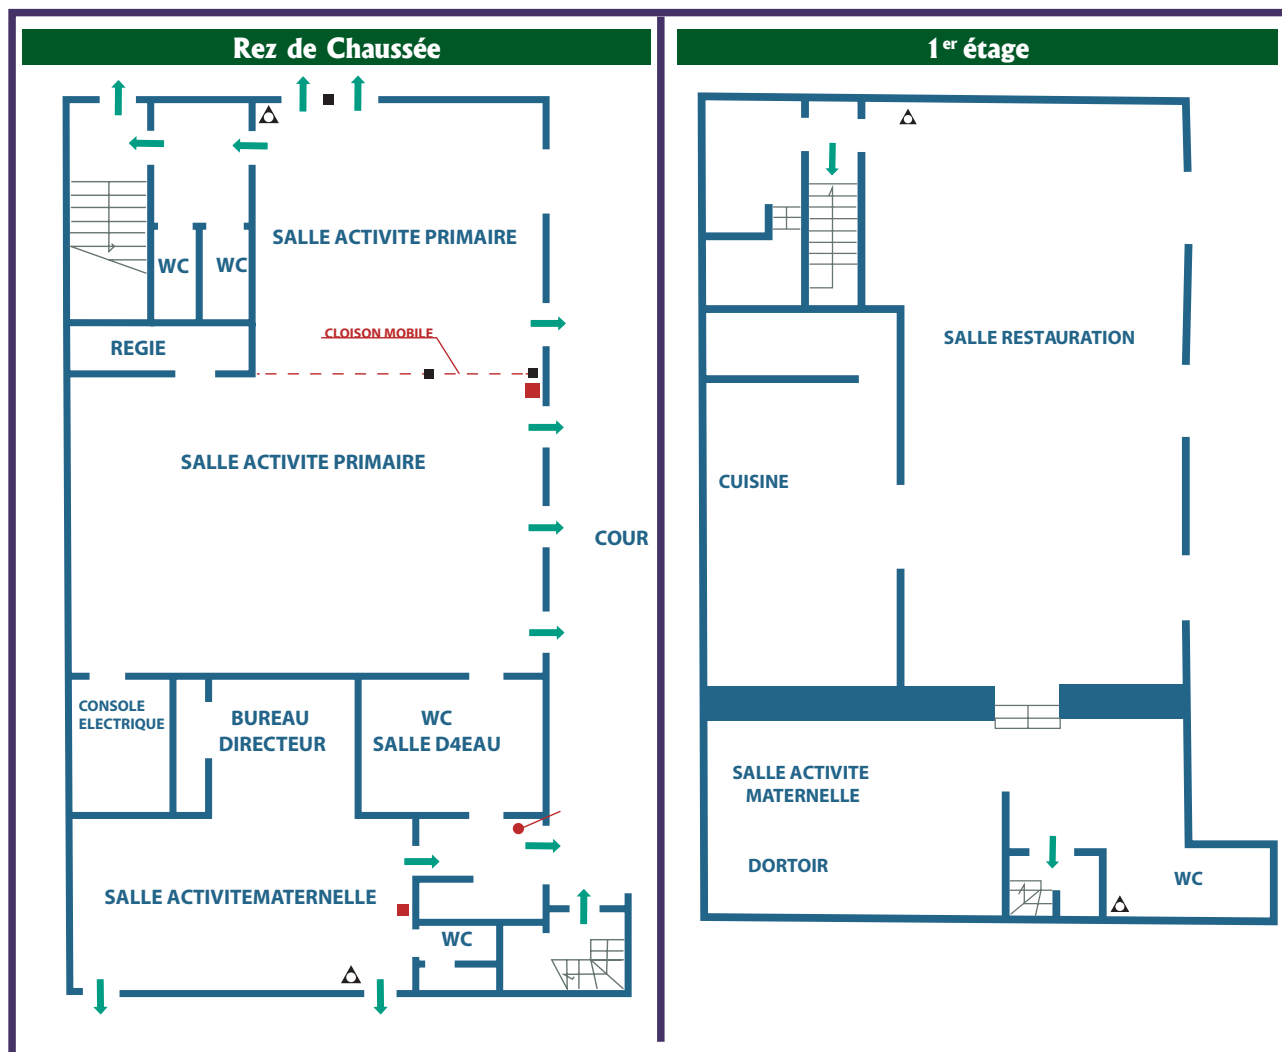 Rez de Chaussée
SALLE ACTIVITE PRIMAIRE
WC
WC
CLOISON MOBILE
REGIE
SALLE ACTIVITE PRIMAIRE
COUR
CONSOLE
ELECTRIQUE
BUREAU
DIRECTEUR
WC
SALLE D4EAU
SALLE ACTIVITEMATERNELLE
WC
1er étage
SALLE RESTAURATION
CUISINE
SALLE ACTIVITE
MATERNELLE
DORTOIR
WC